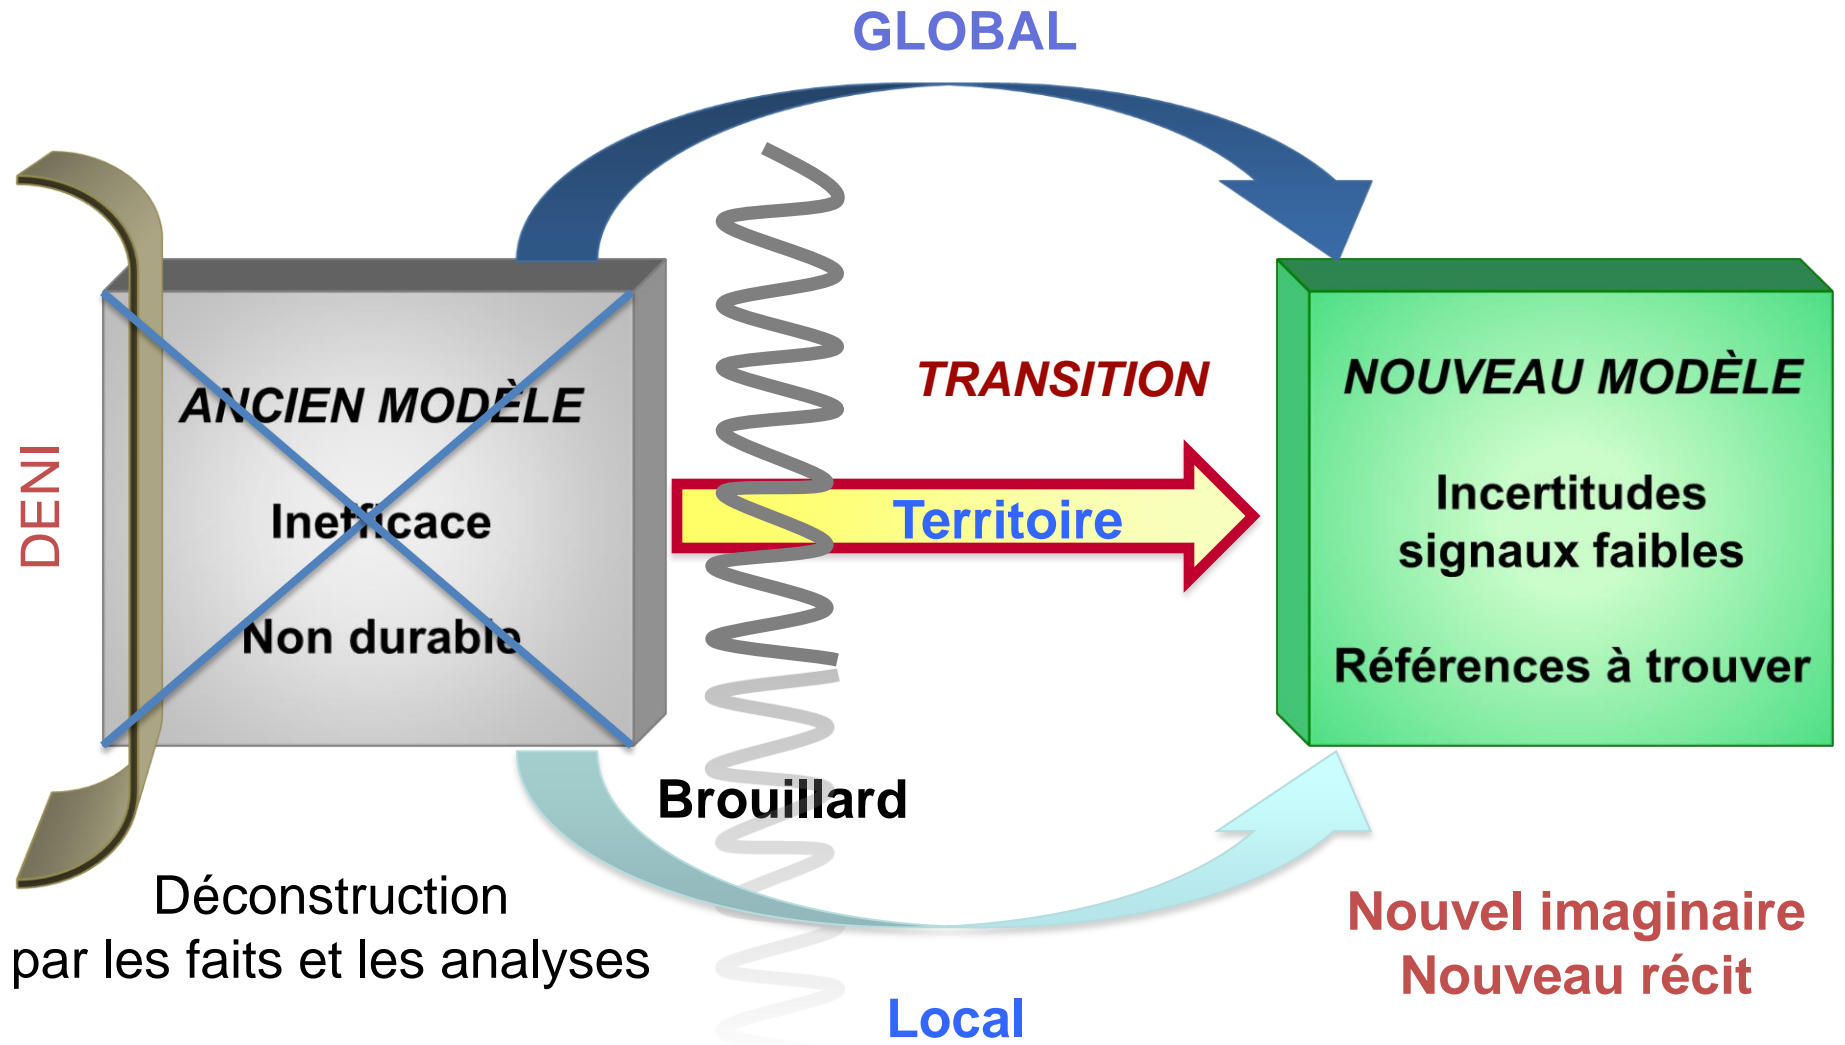 GLOBAL
DENI
ANCIEN MODÈLE
Inefficace
Non durable
TRANSITION
Territoire
NOUVEAU MODÈLE
Incertitudes
signaux faibles
Références à trouver
Brouillard
Déconstruction
par les faits et les analyses
Nouvel imaginaire
Nouveau récit
Local